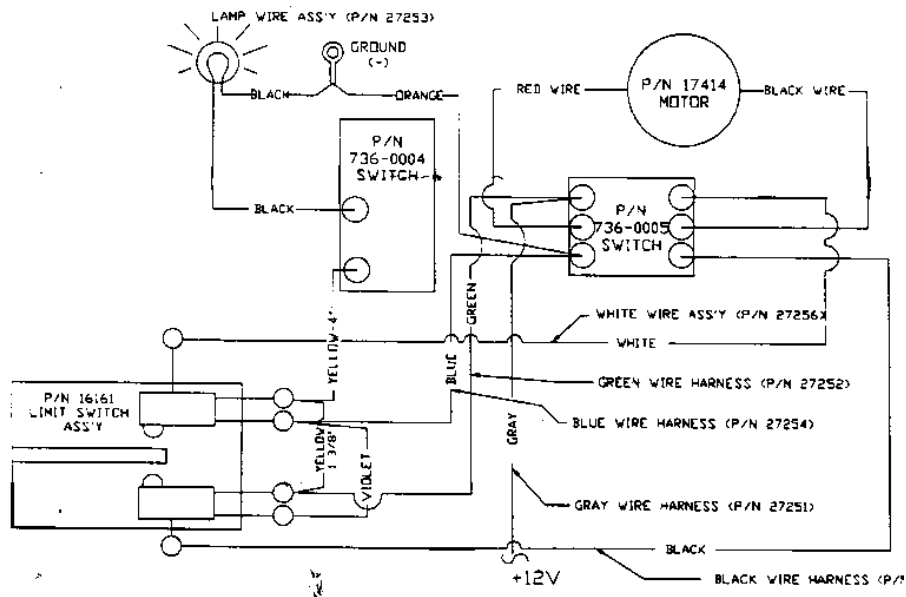 LAMP WIRE ASS'Y (P/N 27253)
GROUND
(-)
BLACK
ORANGE
RED WIRE
P/N 17414
MOTOR
BLACK WIRE
P/N
736-0004
SWITCH
BLACK
P/N
736-0005
SWITCH
YELLOW-4"
GREEN
BLUE
GRAY
WHITE WIRE ASS'Y (P/N 27256)
WHITE
GREEN WIRE HARNESS (P/N 27252)
BLUE WIRE HARNESS (P/N 27254)
P/N 16161
LIMIT SWITCH
ASS'Y
YELLOW
1 3/8"
VIOLET
GRAY WIRE HARNESS (P/N 27251)
BLACK
+12V
BLACK WIRE HARNESS (P/